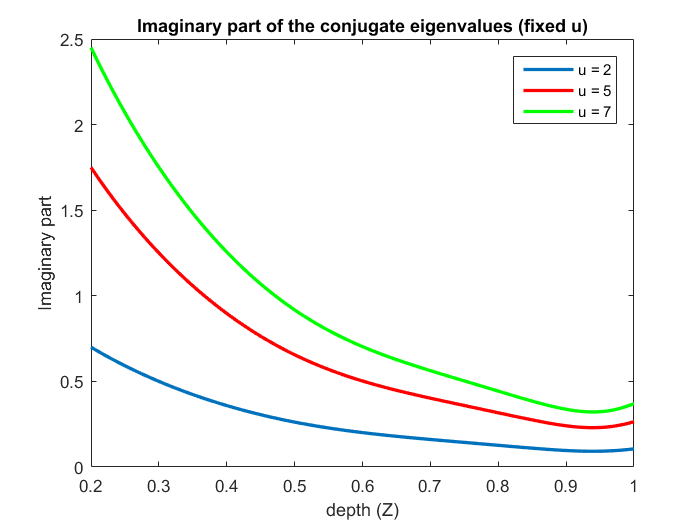 Imaginary part of the conjugate eigenvalues (fixed u)
u = 2
u = 5
u = 7
Imaginary part
2.5
2
1.5
1
0.5
0
0.2 0.3 0.4 0.5 0.6 0.7 0.8 0.9 1
depth (Z)